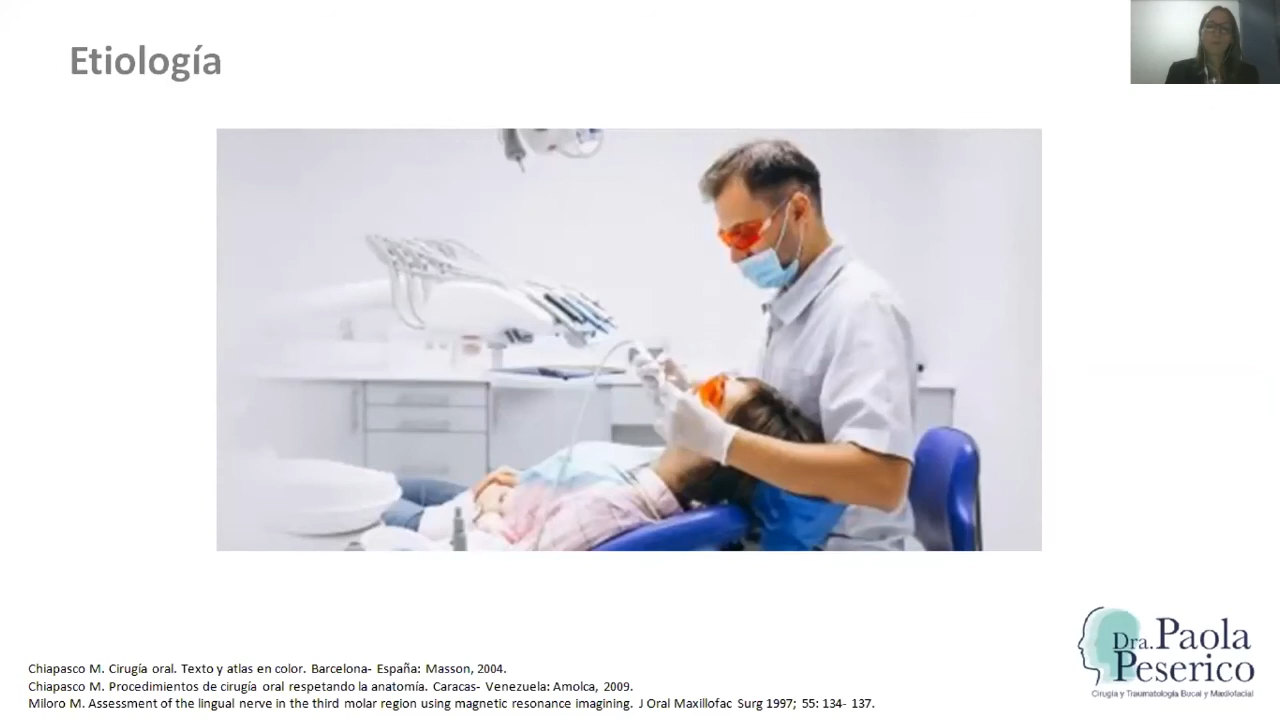 Etiología
Dra. Paola
Peserico
Cirugía y Traumatología Bucal y Maxilofacial
Chiapasco M. Cirugía oral. Texto y atlas en color. Barcelona- España: Masson, 2004.
Chiapasco M. Procedimientos de cirugía oral respetando la anatomía. Caracas- Venezuela: Amolca, 2009.
Miloro M. Assessment of the lingual nerve in the third molar region using magnetic resonance imagining. J Oral Maxillofac Surg 1997; 55: 134- 137.